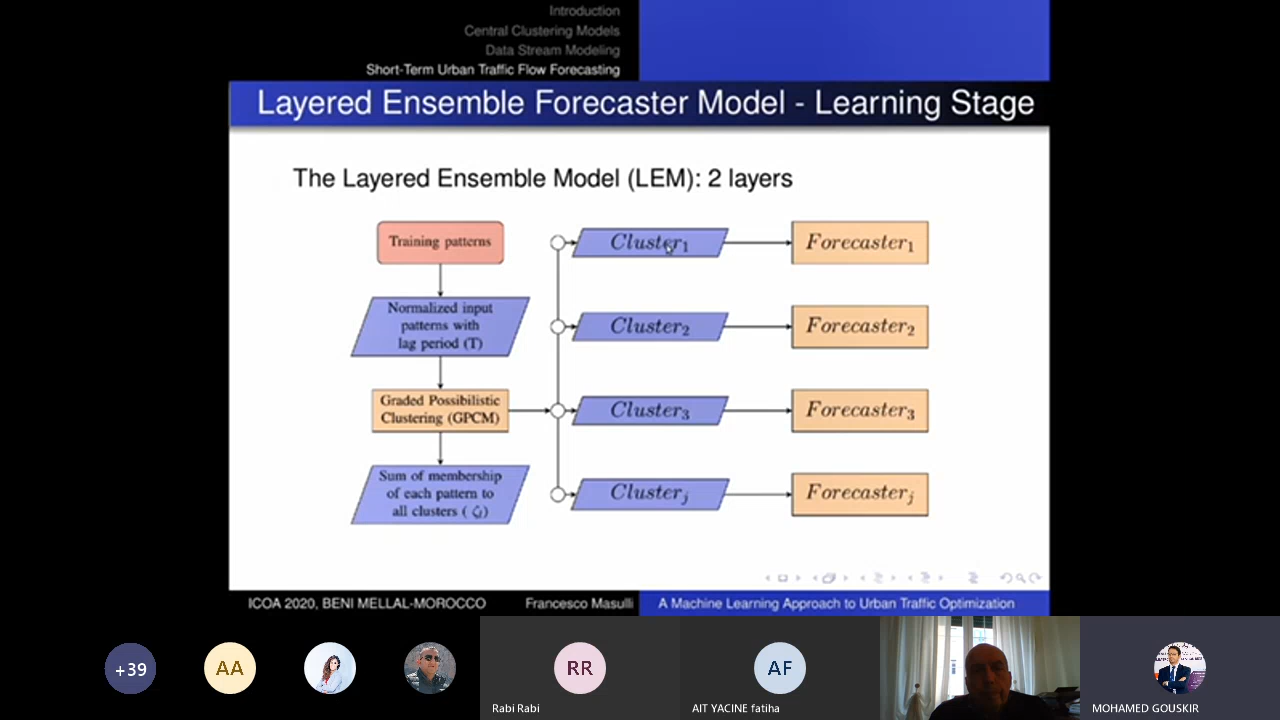 Introduction
Central Clustering Models
Data Stream Modeling
Short-Term Urban Traffic Flow Forecasting
Layered Ensemble Forecaster Model - Learning Stage
The Layered Ensemble Model (LEM): 2 layers
Training patterns
Normalized input
patterns with
lag period (T)
Graded Possibilistic
Clustering (GPCM)
Sum of membership
of each pattern to
all clusters ( ζₗ)
Cluster₁
Forecaster₁
Cluster₂
Forecaster₂
Cluster₃
Forecaster₃
Clusterⱼ
Forecasterⱼ
ICOA 2020, BENI MELLAL-MOROCCO
Francesco Masulli
A Machine Learning Approach to Urban Traffic Optimization
+39
AA
RR
AF
Rabi Rabi
AIT YACINE fatiha
MOHAMED GOUSKIR